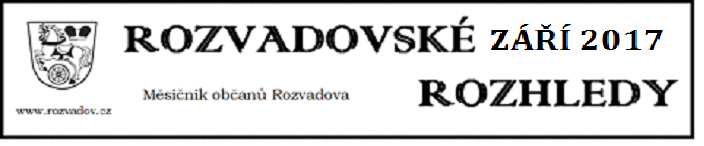 ROZVADOVSKÉ ZÁŘÍ 2017
Měsíčník občanů Rozvadova
ROZHLEDY
www.rozvadov.cz